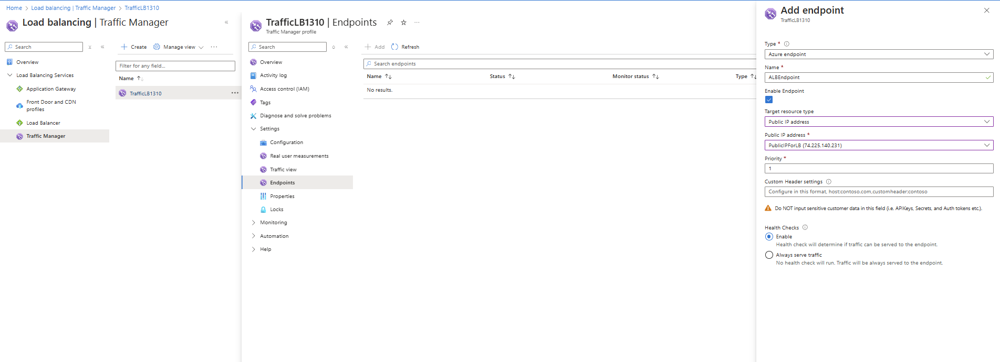 Home > Load balancing | Traffic Manager > TrafficLB1310
Load balancing | Traffic Manager
Search
Create
Manage view
Overview
Load Balancing Services
Application Gateway
Front Door and CDN
profiles
Load Balancer
Traffic Manager
Filter for any field...
Name
TrafficLB1310
TrafficLB1310 | Endpoints
Traffic Manager profile
Search
Add
Refresh
Overview
Activity log
Access control (IAM)
Tags
Diagnose and solve problems
Settings
Configuration
Real user measurements
Traffic view
Endpoints
Properties
Locks
Monitoring
Automation
Help
Search endpoints
Name Status Monitor status Type
No results.
Add endpoint
TrafficLB1310
Type *
Azure endpoint
Name *
ALBEndpoint
Enable Endpoint
Target resource type
Public IP address
Public IP address *
PublicIPForLB (74.225.140.231)
Priority *
1
Custom Header settings
Configure in this format, host:contoso.com,customheader:contoso
Do NOT input sensitive customer data in this field (i.e. APIKeys, Secrets, and Auth tokens etc.).
Health Checks
Enable
Health check will determine if traffic can be served to the endpoint.
Always serve traffic
No health check will run. Traffic will be always served to the endpoint.